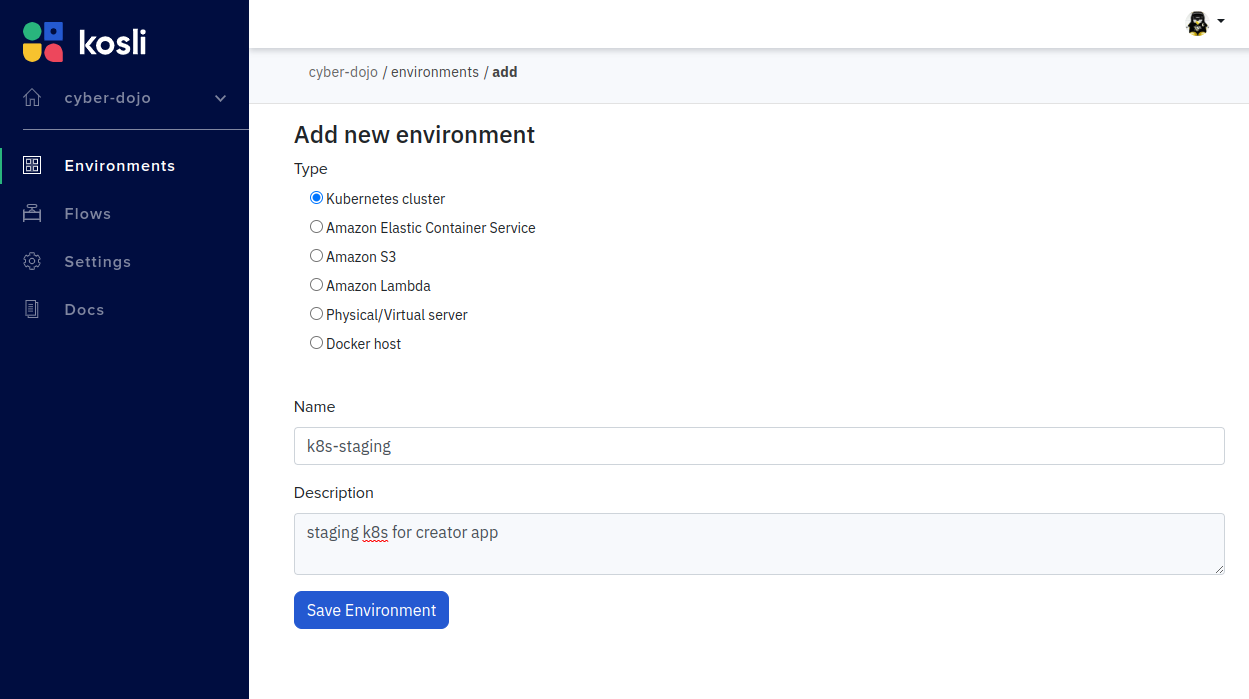 kosli
cyber-dojo
Environments
Flows
Settings
Docs
cyber-dojo / environments / add
Add new environment
Type
Kubernetes cluster
Amazon Elastic Container Service
Amazon S3
Amazon Lambda
Physical/Virtual server
Docker host
Name
k8s-staging
Description
staging k8s for creator app
Save Environment